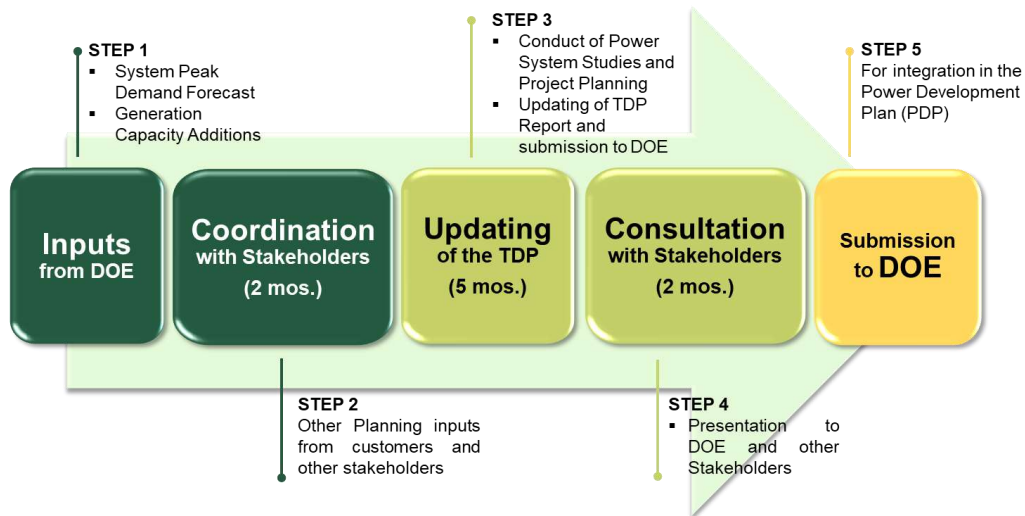 STEP 1
▪ System Peak
Demand Forecast
▪ Generation
Capacity Additions
STEP 3
▪ Conduct of Power
System Studies and
Project Planning
▪ Updating of TDP
Report and
submission to DOE
STEP 5
For integration in the
Power Development
Plan (PDP)
Inputs
from DOE
Coordination
with Stakeholders
(2 mos.)
Updating
of the TDP
(5 mos.)
Consultation
with Stakeholders
(2 mos.)
Submission
to DOE
STEP 2
Other Planning inputs
from customers and
other stakeholders
STEP 4
▪ Presentation to
DOE and other
Stakeholders